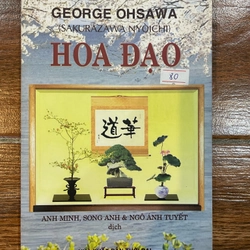 GEORGE OHSAWA
(SAKURAZAWA NYOICHI)
HOA ĐẠO
80
華道
ANH MINH, SONG ANH & NGÔ ÁNH TUYẾT
dịch